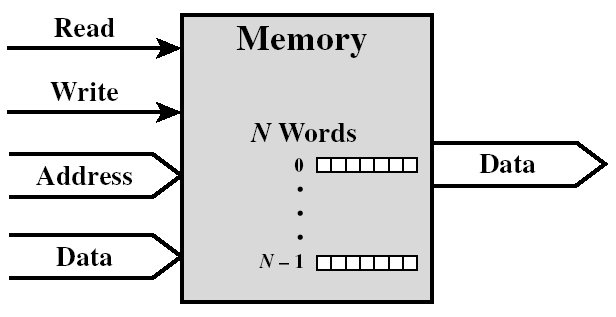 Read
Memory
Write
N Words
0
Address
Data
Data
N – 1